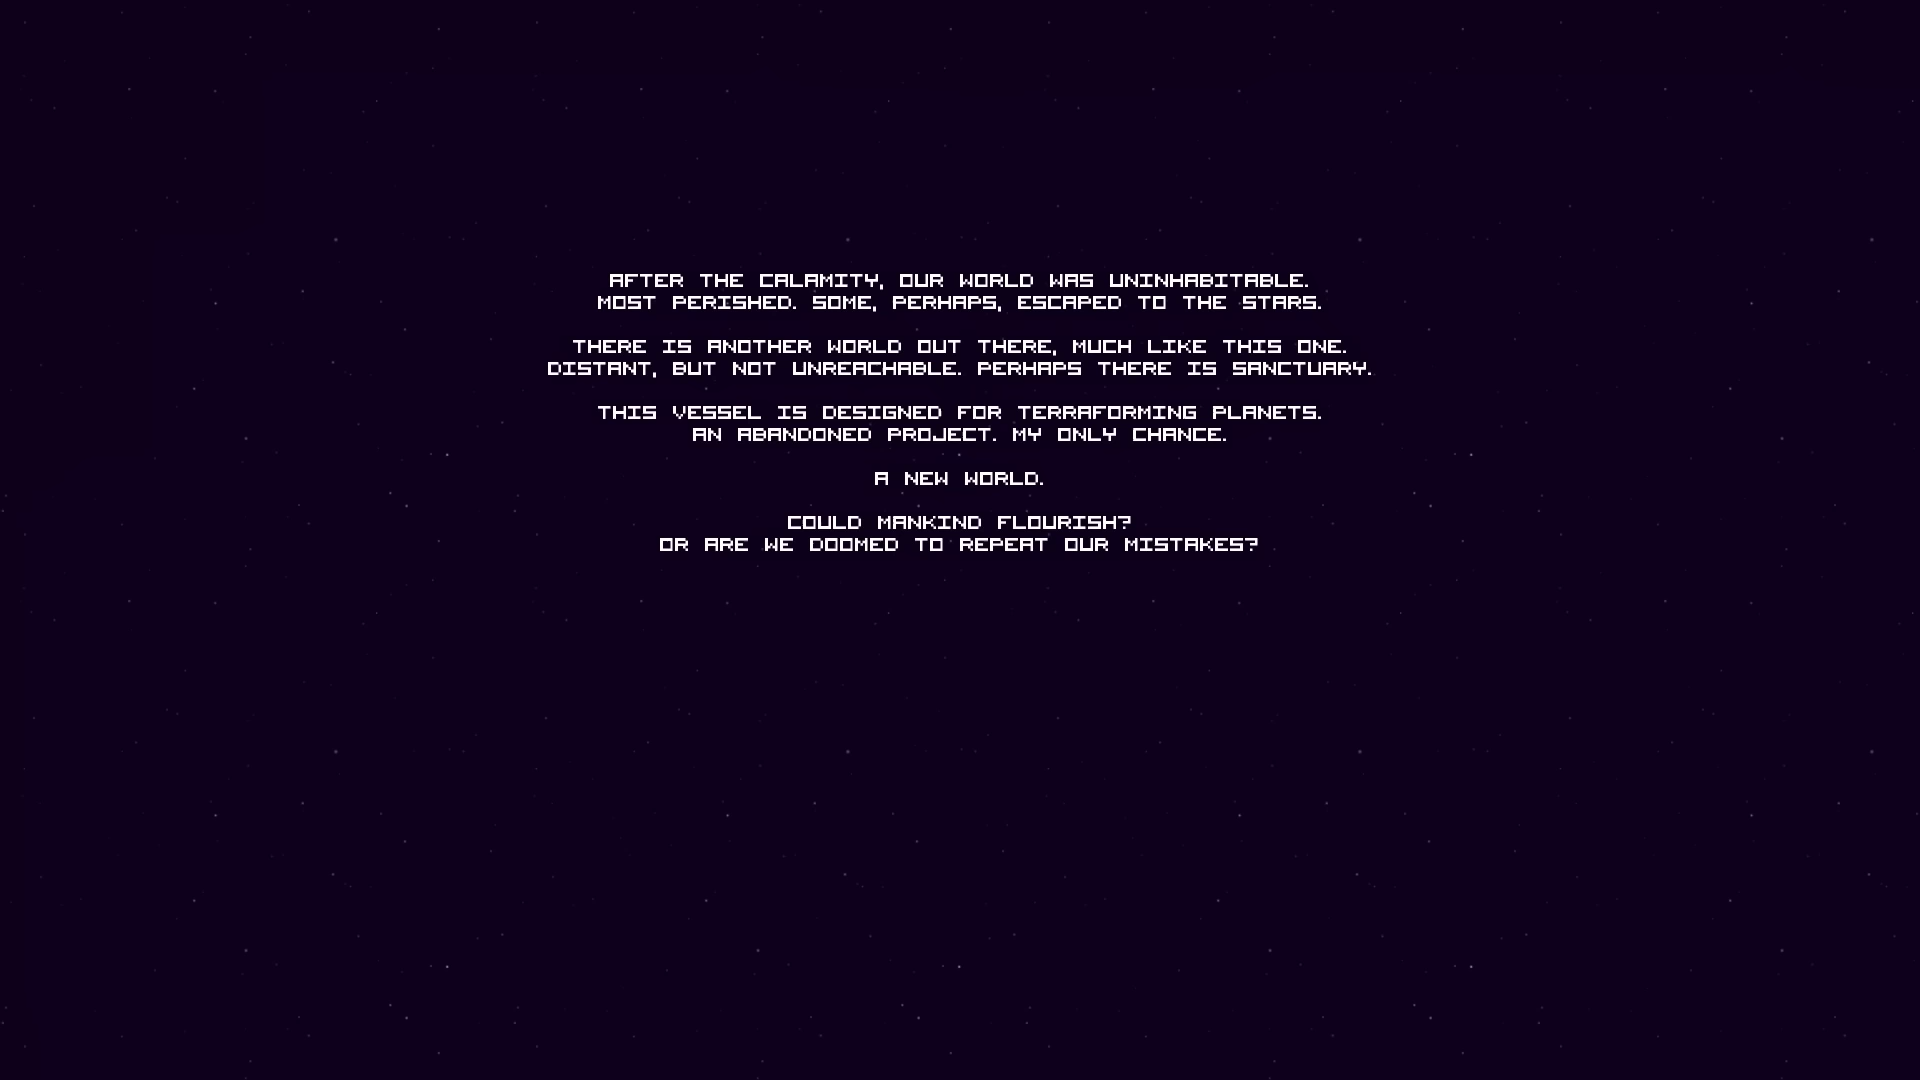 AFTER THE CALAMITY, OUR WORLD WAS UNINHABITABLE.
MOST PERISHED. SOME, PERHAPS, ESCAPED TO THE STARS.
THERE IS ANOTHER WORLD OUT THERE, MUCH LIKE THIS ONE.
DISTANT, BUT NOT UNREACHABLE. PERHAPS THERE IS SANCTUARY.
THIS VESSEL IS DESIGNED FOR TERRAFORMING PLANETS.
AN ABANDONED PROJECT. MY ONLY CHANCE.
A NEW WORLD.
COULD MANKIND FLOURISH?
OR ARE WE DOOMED TO REPEAT OUR MISTAKES?